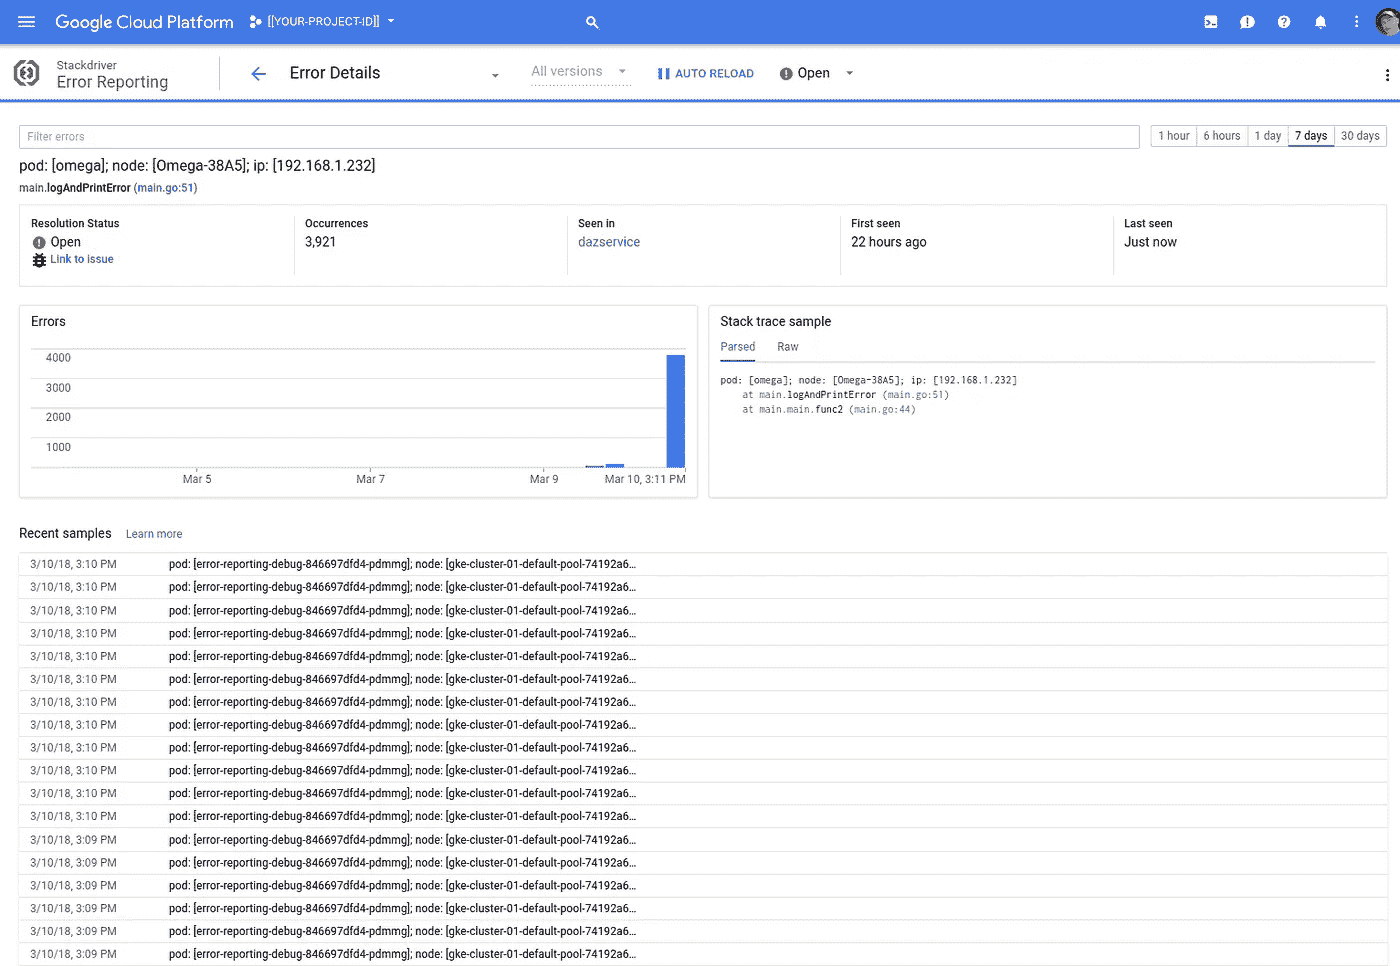 Google Cloud Platform [[YOUR-PROJECT-ID]]
Stackdriver
Error Reporting
Error Details All versions AUTO RELOAD Open
Filter errors 1 hour 6 hours 1 day 7 days 30 days
pod: [omega]; node: [Omega-38A5]; ip: [192.168.1.232]
main.logAndPrintError (main.go:51)
Resolution Status
Open
Link to issue
Occurrences
3,921
Seen in
dazservice
First seen
22 hours ago
Last seen
Just now
Errors
4000
3000
2000
1000
Mar 5 Mar 7 Mar 9 Mar 10, 3:11 PM
Stack trace sample
Parsed Raw
pod: [omega]; node: [Omega-38A5]; ip: [192.168.1.232]
at main.logAndPrintError (main.go:51)
at main.main.func2 (main.go:44)
Recent samples Learn more
3/10/18, 3:10 PM pod: [error-reporting-debug-846697dfd4-pdmmg]; node: [gke-cluster-01-default-pool-74192a6...
3/10/18, 3:10 PM pod: [error-reporting-debug-846697dfd4-pdmmg]; node: [gke-cluster-01-default-pool-74192a6...
3/10/18, 3:10 PM pod: [error-reporting-debug-846697dfd4-pdmmg]; node: [gke-cluster-01-default-pool-74192a6...
3/10/18, 3:10 PM pod: [error-reporting-debug-846697dfd4-pdmmg]; node: [gke-cluster-01-default-pool-74192a6...
3/10/18, 3:10 PM pod: [error-reporting-debug-846697dfd4-pdmmg]; node: [gke-cluster-01-default-pool-74192a6...
3/10/18, 3:10 PM pod: [error-reporting-debug-846697dfd4-pdmmg]; node: [gke-cluster-01-default-pool-74192a6...
3/10/18, 3:10 PM pod: [error-reporting-debug-846697dfd4-pdmmg]; node: [gke-cluster-01-default-pool-74192a6...
3/10/18, 3:10 PM pod: [error-reporting-debug-846697dfd4-pdmmg]; node: [gke-cluster-01-default-pool-74192a6...
3/10/18, 3:10 PM pod: [error-reporting-debug-846697dfd4-pdmmg]; node: [gke-cluster-01-default-pool-74192a6...
3/10/18, 3:10 PM pod: [error-reporting-debug-846697dfd4-pdmmg]; node: [gke-cluster-01-default-pool-74192a6...
3/10/18, 3:10 PM pod: [error-reporting-debug-846697dfd4-pdmmg]; node: [gke-cluster-01-default-pool-74192a6...
3/10/18, 3:10 PM pod: [error-reporting-debug-846697dfd4-pdmmg]; node: [gke-cluster-01-default-pool-74192a6...
3/10/18, 3:09 PM pod: [error-reporting-debug-846697dfd4-pdmmg]; node: [gke-cluster-01-default-pool-74192a6...
3/10/18, 3:09 PM pod: [error-reporting-debug-846697dfd4-pdmmg]; node: [gke-cluster-01-default-pool-74192a6...
3/10/18, 3:09 PM pod: [error-reporting-debug-846697dfd4-pdmmg]; node: [gke-cluster-01-default-pool-74192a6...
3/10/18, 3:09 PM pod: [error-reporting-debug-846697dfd4-pdmmg]; node: [gke-cluster-01-default-pool-74192a6...
3/10/18, 3:09 PM pod: [error-reporting-debug-846697dfd4-pdmmg]; node: [gke-cluster-01-default-pool-74192a6...
3/10/18, 3:09 PM pod: [error-reporting-debug-846697dfd4-pdmmg]; node: [gke-cluster-01-default-pool-74192a6...